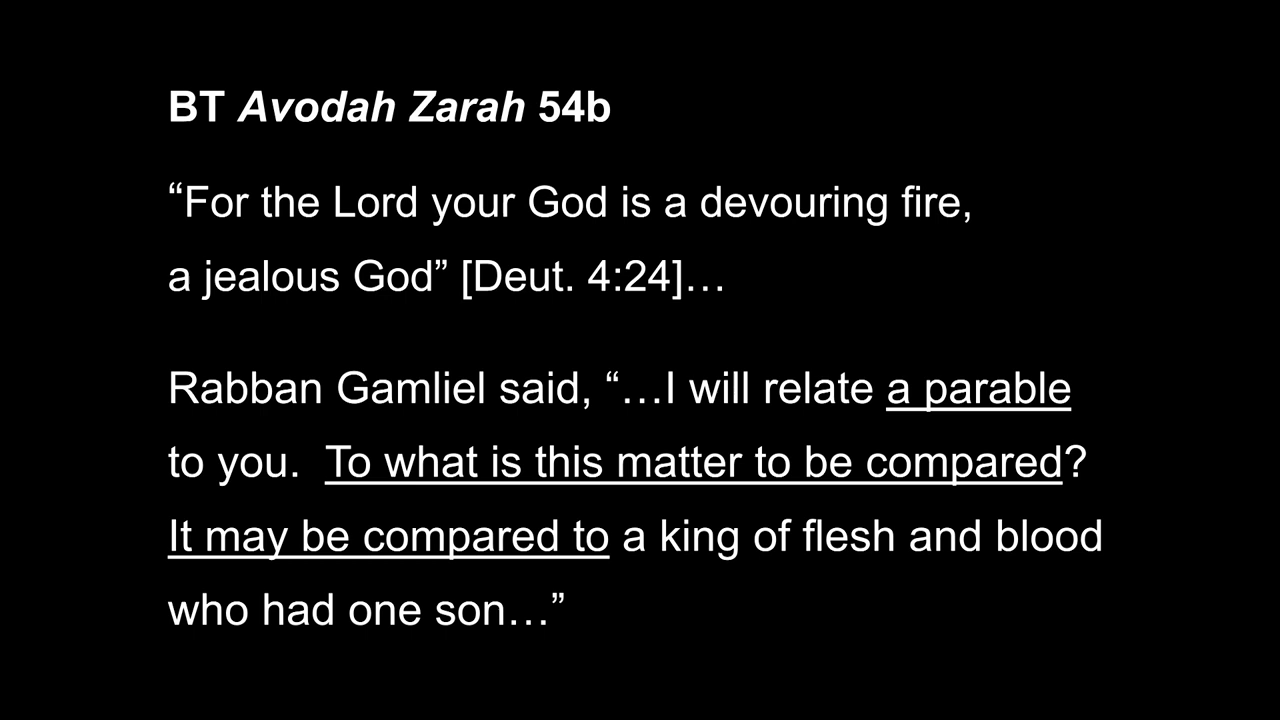 BT Avodah Zarah 54b
“For the Lord your God is a devouring fire,
a jealous God” [Deut. 4:24]…
Rabban Gamliel said, “…I will relate a parable
to you.  To what is this matter to be compared?
It may be compared to a king of flesh and blood
who had one son…”